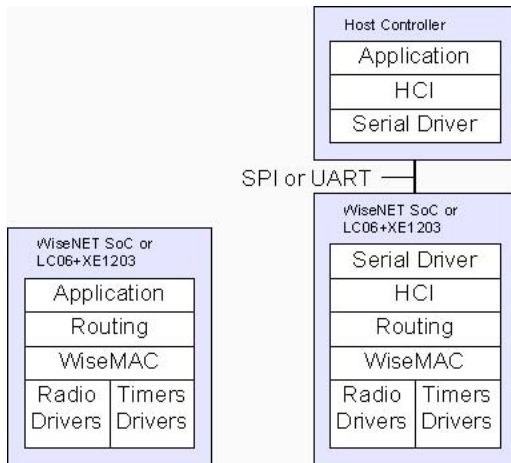 Host Controller
Application
HCI
Serial Driver
SPI or UART
WiseNET SoC or
LC06+XE1203
Serial Driver
HCI
Routing
WiseMAC
Radio Drivers
Timers Drivers
WiseNET SoC or
LC06+XE1203
Application
Routing
WiseMAC
Radio Drivers
Timers Drivers